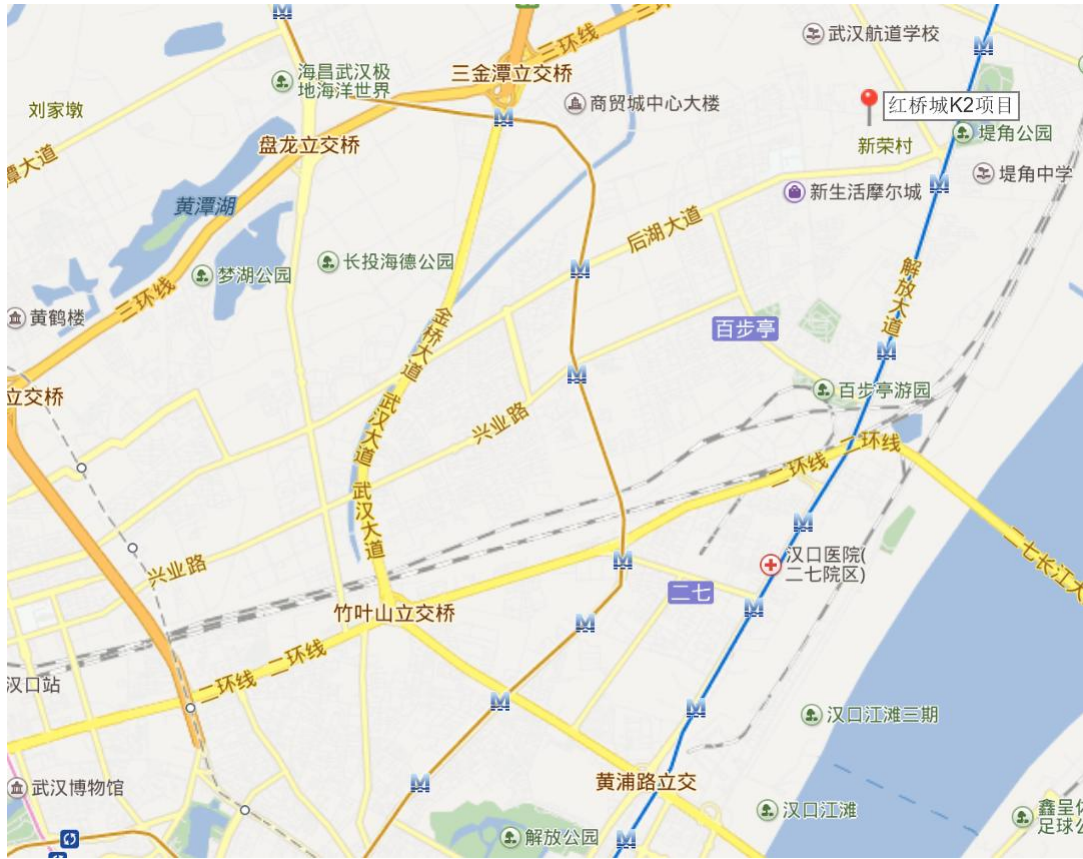 三环线
武汉航道学校
三金潭立交桥
海昌武汉极
地海洋世界
商贸城中心大楼
红桥城K2项目
刘家墩
堤角公园
盘龙立交桥
新荣村
潭大道
堤角中学
新生活摩尔城
黄潭湖
后湖大道
长投海德公园
梦湖公园
解放大道
三环线
黄鹤楼
金桥大道
百步亭
立交桥
百步亭游园
武汉大道
兴业路
二环线
二环线
武汉大道
汉口医院(
二七院区)
二七长江大
兴业路
二七
竹叶山立交桥
二环线
二环线
汉口站
汉口江滩三期
黄浦路立交
武汉博物馆
汉口江滩
鑫呈体
足球公
解放公园